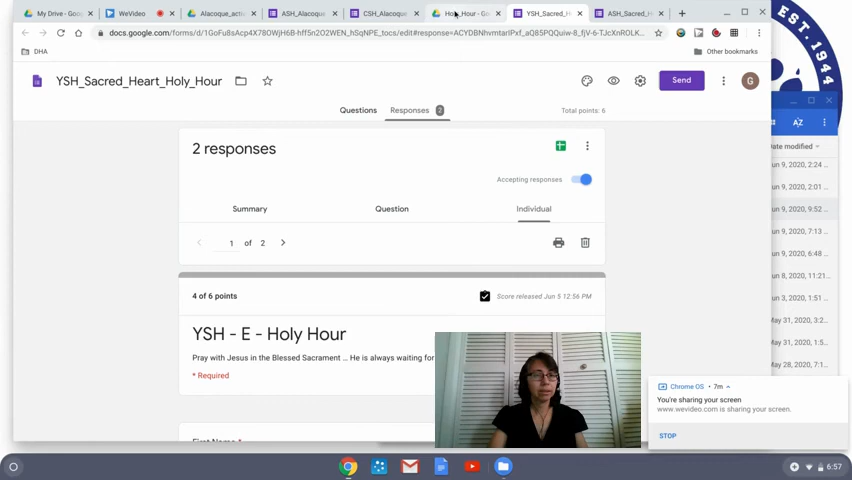 My Drive - Goo
WeVideo
Alacoque_acti
ASH_Alacoque
CSH_Alacoque
Holy_Hour - Go
YSH_Sacred_H
ASH_Sacred_H
EST. 1944
docs.google.com/forms/d/1GoFu8sAcp4X78OWjH6B-hff5n2O2WEN_hSqNPE_tocs/edit#response=ACYDBNhvmtarIPxf_aQ85PQQuiw-8_fjV-6-TJcXnROLK...
DHA
Other bookmarks
YSH_Sacred_Heart_Holy_Hour
Send
G
Questions
Responses 2
Total points: 6
2 responses
Accepting responses
Summary
Question
Individual
1 of 2
4 of 6 points
Score released Jun 5 12:56 PM
YSH - E - Holy Hour
Pray with Jesus in the Blessed Sacrament ... He is always waiting for
* Required
First Name *
AZ
Date modified
Jun 9, 2020, 2:24 ...
Jun 9, 2020, 2:01 ...
Jun 9, 2020, 9:52 ...
Jun 9, 2020, 7:13 ...
Jun 9, 2020, 6:48 ...
Jun 8, 2020, 11:21...
Jun 3, 2020, 1:51 ...
May 31, 2020, 3:2...
May 31, 2020, 1:5...
May 28, 2020, 7:1...
Chrome OS • 7m
You're sharing your screen
www.wevideo.com is sharing your screen.
STOP
6:57